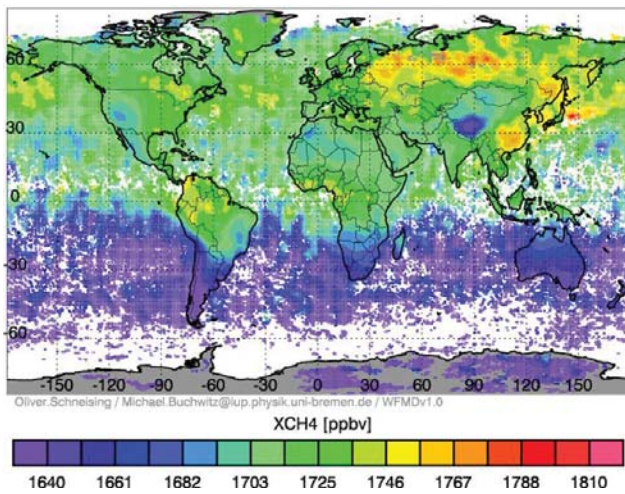 60
30
0
-30
-60
-150 -120 -90 -60 -30 0 30 60 90 120 150
Oliver.Schneising / Michael.Buchwitz@iup.physik.uni-bremen.de / WFMDv1.0
XCH4 [ppbv]
1640 1661 1682 1703 1725 1746 1767 1788 1810